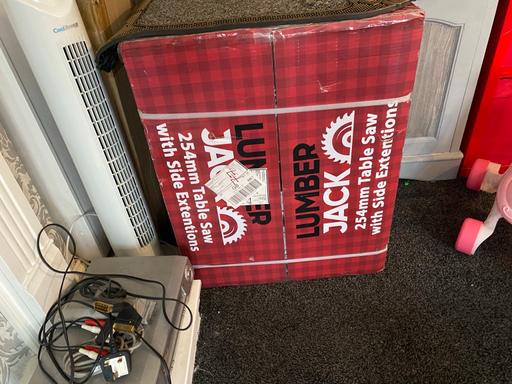 LUMBER
JACK
254mm Table Saw
with Side Extentions
LUMBER
JACK
254mm Table Saw
with Side Extentions